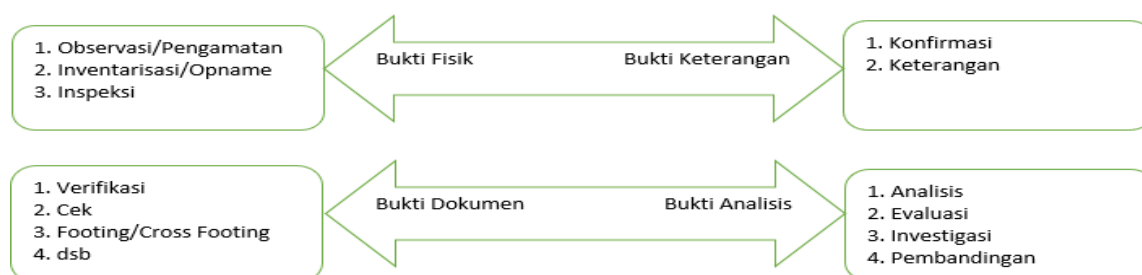 1. Observasi/Pengamatan
2. Inventarisasi/Opname
3. Inspeksi
Bukti Fisik
Bukti Keterangan
1. Konfirmasi
2. Keterangan
1. Verifikasi
2. Cek
3. Footing/Cross Footing
4. dsb
Bukti Dokumen
Bukti Analisis
1. Analisis
2. Evaluasi
3. Investigasi
4. Pembandingan